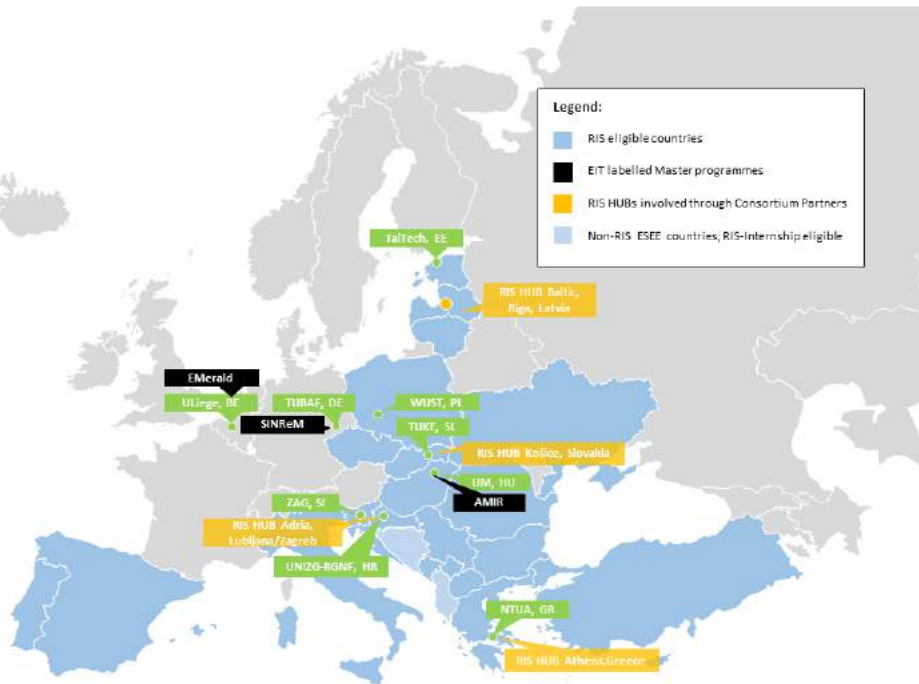 Legend:
RIS eligible countries
EIT labelled Master programmes
RIS HUBs involved through Consortium Partners
Non-RIS ESEE countries; RIS-Internship eligible
TalTech, EE
RIS HUB Baltic,
Riga, Latvia
EMerald
ULiege, BE
TUBAF, DE
SINReM
WUST, PL
TUKE, SL
RIS HUB Košice, Slovakia
UM, HU
AMIR
ZAG, SI
RIS HUB Adria,
Lubljana/Zagreb
UNIZG-RGNF, HR
NTUA, GR
RIS HUB Athens,Greece